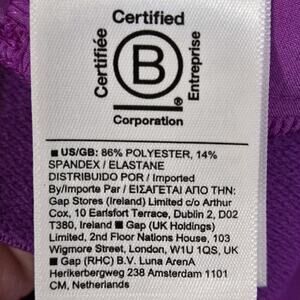 Certified
Certifiée
B
Entreprise
®
Corporation
■ US/GB: 86% POLYESTER, 14%
SPANDEX / ELASTANE
DISTRIBUIDO POR / Imported
By/Importe Par / ΕΙΣΑΓΕΤΑΙ ΑΠΟ ΤΗΝ:
Gap Stores (Ireland) Limited c/o Arthur
Cox, 10 Earlsfort Terrace, Dublin 2, D02
T380, Ireland ■ Gap (UK Holdings)
Limited, 2nd Floor Nations House, 103
Wigmore Street, London, W1U 1QS, UK
■ Gap (RHC) B.V. Luna ArenA
Herikerbergweg 238 Amsterdam 1101
CM, Netherlands